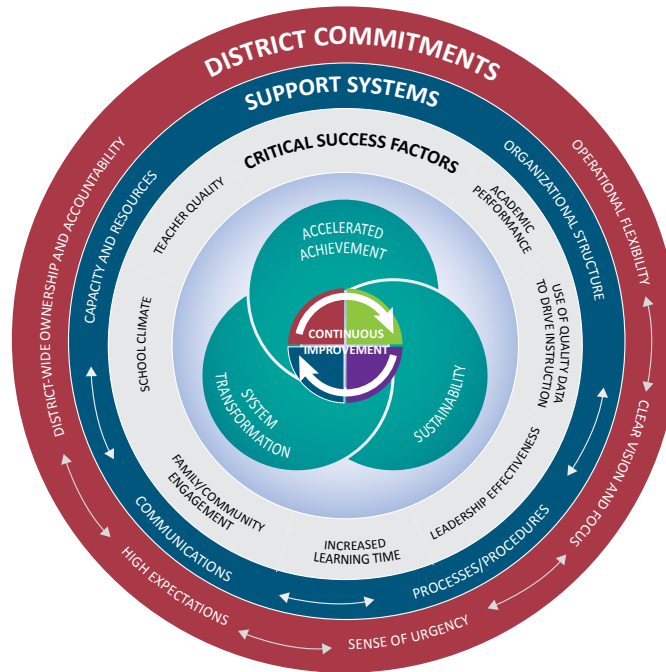 DISTRICT COMMITMENTS
OPERATIONAL FLEXIBILITY
CLEAR VISION AND FOCUS
SENSE OF URGENCY
HIGH EXPECTATIONS
DISTRICT-WIDE OWNERSHIP AND ACCOUNTABILITY
SUPPORT SYSTEMS
ORGANIZATIONAL STRUCTURE
PROCESSES/PROCEDURES
COMMUNICATIONS
CAPACITY AND RESOURCES
CRITICAL SUCCESS FACTORS
ACADEMIC
PERFORMANCE
USE OF QUALITY DATA
TO DRIVE INSTRUCTION
LEADERSHIP EFFECTIVENESS
INCREASED
LEARNING TIME
FAMILY/COMMUNITY
ENGAGEMENT
SCHOOL CLIMATE
TEACHER QUALITY
ACCELERATED
ACHIEVEMENT
SUSTAINABILITY
SYSTEM
TRANSFORMATION
CONTINUOUS
IMPROVEMENT